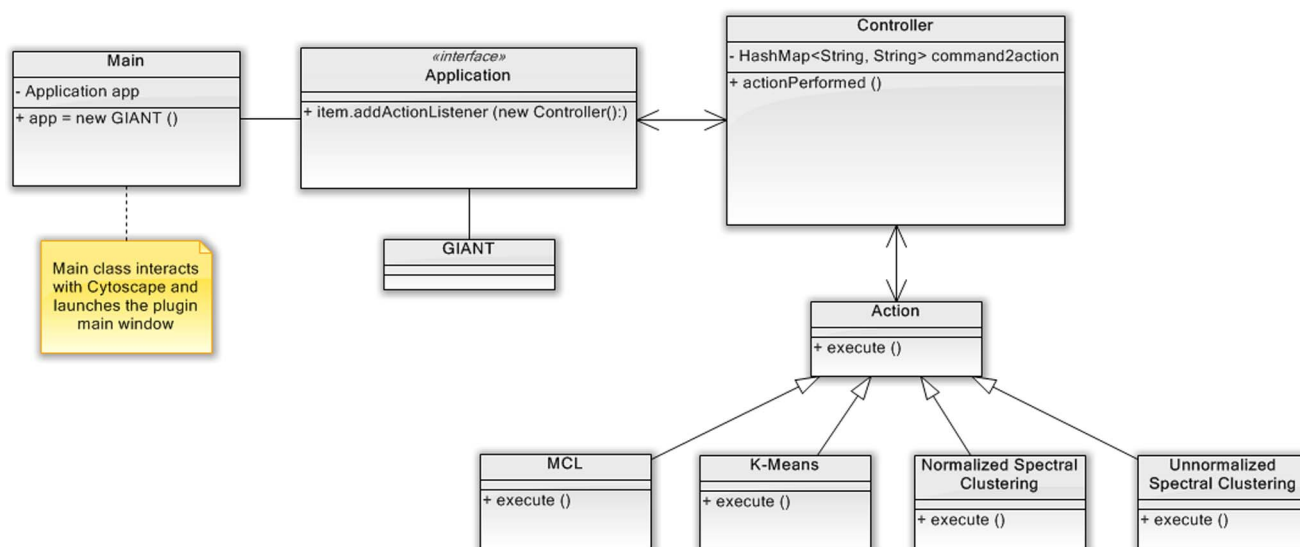 Main
- Application app
+ app = new GIANT ()
Main class interacts
with Cytoscape and
launches the plugin
main window
«interface»
Application
+ item.addActionListener (new Controller():)
GIANT
Controller
- HashMap<String, String> command2action
+ actionPerformed ()
Action
+ execute ()
MCL
+ execute ()
K-Means
+ execute ()
Normalized Spectral
Clustering
+ execute ()
Unnormalized
Spectral Clustering
+ execute ()